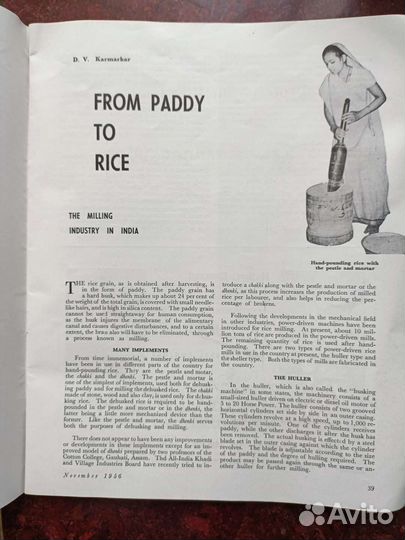 D. V. Karmarkar
FROM PADDY
TO
RICE
THE MILLING
INDUSTRY IN INDIA
Hand-pounding rice with
the pestle and mortar
THE rice grain, as is obtained after harvesting, is
in the form of paddy. The paddy grain has
a hard husk, which makes up about 24 per cent of
the weight of the total grain, is covered with small needle-
like hairs, and is high in silica content. The paddy grain
cannot be used straightaway for human consumption,
as the husk injures the membrane of the alimentary
canal and causes digestive disturbances, and to a certain
extent, the bran also will have to be eliminated, through
a process known as milling.
MANY IMPLEMENTS
From time immemorial, a number of implements
have been in use in different parts of the country for
hand-pounding rice. They are the pestle and mortar,
the chakki and the dhenki. The pestle and mortar is
one of the simplest of implements, used both for dehusk-
ing paddy and for milling the dehusked rice. The chakki
made of stone, wood and also clay, is used only for dehusk-
ing. The dehusked rice is required to be hand-
pounded in the pestle and mortar or in the dhenki, the
latter being a little more mechanised device than the
former. Like the pestle and mortar, the dhenki serves
both the purposes of dehusking and milling.
There does not appear to have been any improvements
or developments in these implements except for an im-
proved model of dhenki prepared by two professors of the
Cotton College, Gauhati, Assam. The All-India Khadi
and Village Industries Board have recently tried to in-
troduce a chakki along with the pestle and mortar or the
dhenki, as this process increases the production of milled
rice per labourer, and also helps in reducing the per-
centage of brokens.
Following the developments in the mechanical field
in other industries, power-driven machines have been
introduced for rice milling. At present, about 10 mil-
lion tons of rice are produced in the power-driven mills.
The remaining quantity of rice is used after hand-
pounding. There are two types of power-driven rice
mills in use in the country at present, the huller type and
the sheller type. Both the types of mills are fabricated in
the country.
THE HULLER
In the huller, which is also called the "husking
machine" in some states, the machinery, consists of a
small-sized huller driven on electric or diesel oil motor of
5 to 20 Horse Power. The huller consists of two grooved
horizontal cylinders set side by side in an outer casing.
These cylinders revolve at a high speed, up to 1,000 re-
volutions per minute. One of the cylinders receives
paddy, while the other discharges it after the husk has
been removed. The actual husking is effected by a steel
blade set in the outer casing against which the cylinder
revolves. The blade is adjustable according to the size
of the paddy and the degree of hulling required. The
product may be passed again through the same or an-
other huller for further milling.
November 1956
39
Avito